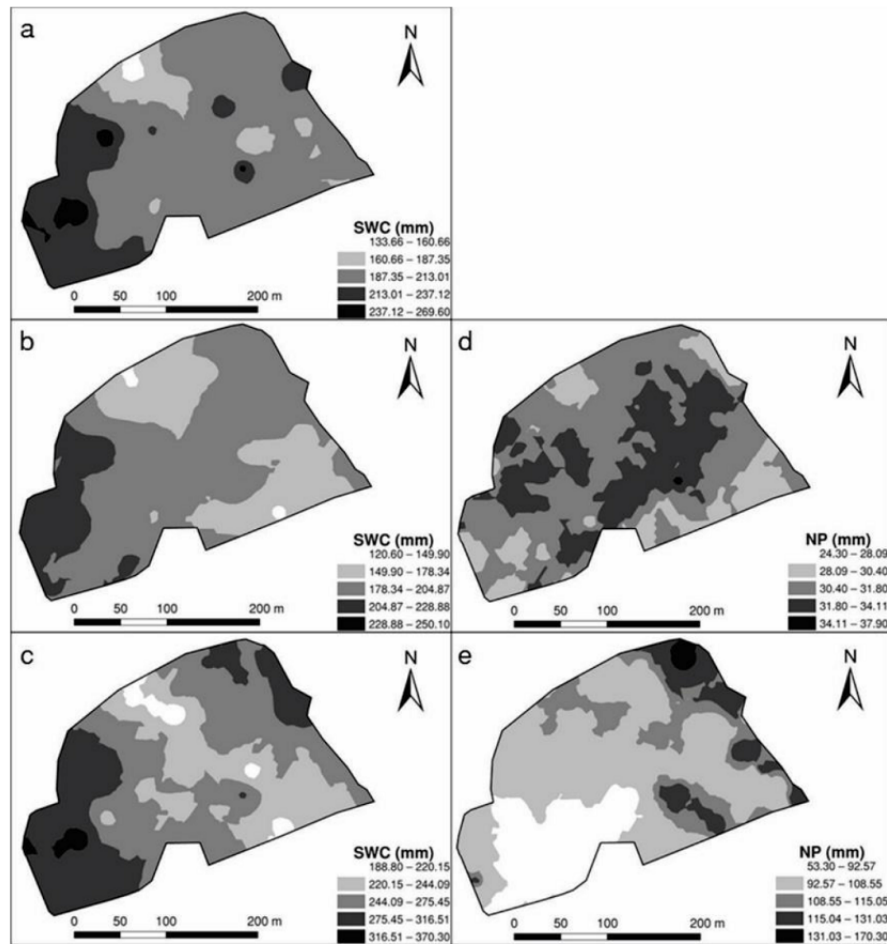 a
N
SWC (mm)
133.66 – 160.66
160.66 – 187.35
187.35 – 213.01
213.01 – 237.12
237.12 – 269.60
0 50 100 200 m
b
N
SWC (mm)
120.60 – 149.90
149.90 – 178.34
178.34 – 204.87
204.87 – 228.88
228.88 – 250.10
0 50 100 200 m
d
N
NP (mm)
24.30 – 28.09
28.09 – 30.40
30.40 – 31.80
31.80 – 34.11
34.11 – 37.90
0 50 100 200 m
c
N
SWC (mm)
188.80 – 220.15
220.15 – 244.09
244.09 – 275.45
275.45 – 316.51
316.51 – 370.30
0 50 100 200 m
e
N
NP (mm)
53.30 – 92.57
92.57 – 108.55
108.55 – 115.05
115.04 – 131.03
131.03 – 170.30
0 50 100 200 m